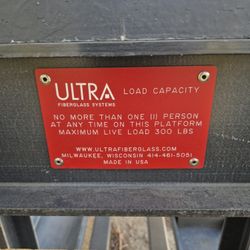 ULTRA LOAD CAPACITY
FIBERGLASS SYSTEMS
NO MORE THAN ONE (1) PERSON
AT ANY TIME ON THIS PLATFORM
MAXIMUM LIVE LOAD 300 LBS
WWW.ULTRAFIBERGLASS.COM
MILWAUKEE, WISCONSIN 414-461-5051
MADE IN USA